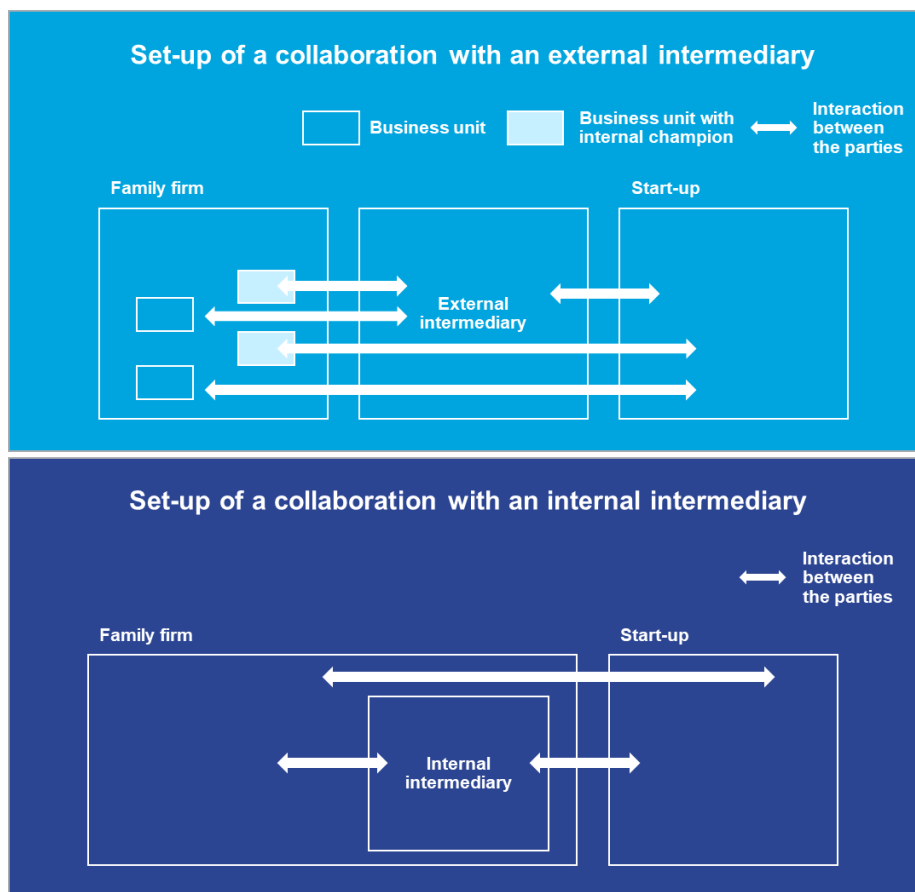 Set-up of a collaboration with an external intermediary
Business unit
Business unit with
internal champion
Interaction
between
the parties
Family firm
Start-up
External
intermediary
Set-up of a collaboration with an internal intermediary
Interaction
between
the parties
Family firm
Start-up
Internal
intermediary